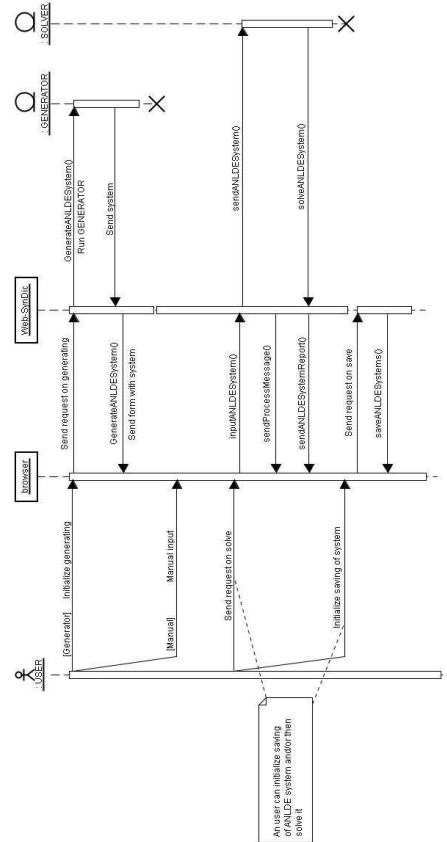 : USER
browser
Web-SynDic
: GENERATOR
: SOLVER
[Generator]
Initialize generating
Send request on generating
GenerateANLDESystem()
Run GENERATOR
Send system
GenerateANLDESystem()
Send form with system
[Manual]
Manual input
Send request on solve
inputANLDESystem()
sendANLDESystem()
sendProcessMessage()
solveANLDESystem()
sendANLDESystemReport()
Initialize saving of system
Send request on save
saveANLDESystems()
An user can initialize saving
of ANLDE system and/or then
solve it